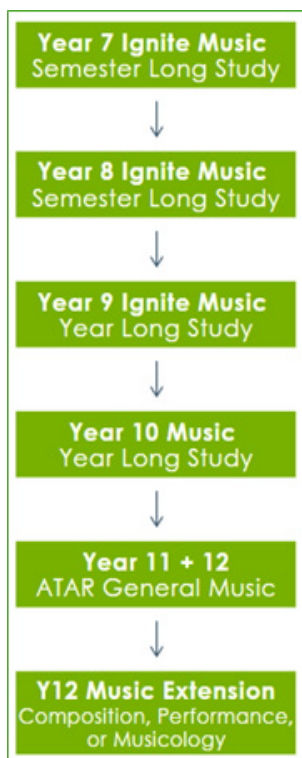 Year 7 Ignite Music
Semester Long Study
Year 8 Ignite Music
Semester Long Study
Year 9 Ignite Music
Year Long Study
Year 10 Music
Year Long Study
Year 11 + 12
ATAR General Music
Y12 Music Extension
Composition, Performance,
or Musicology